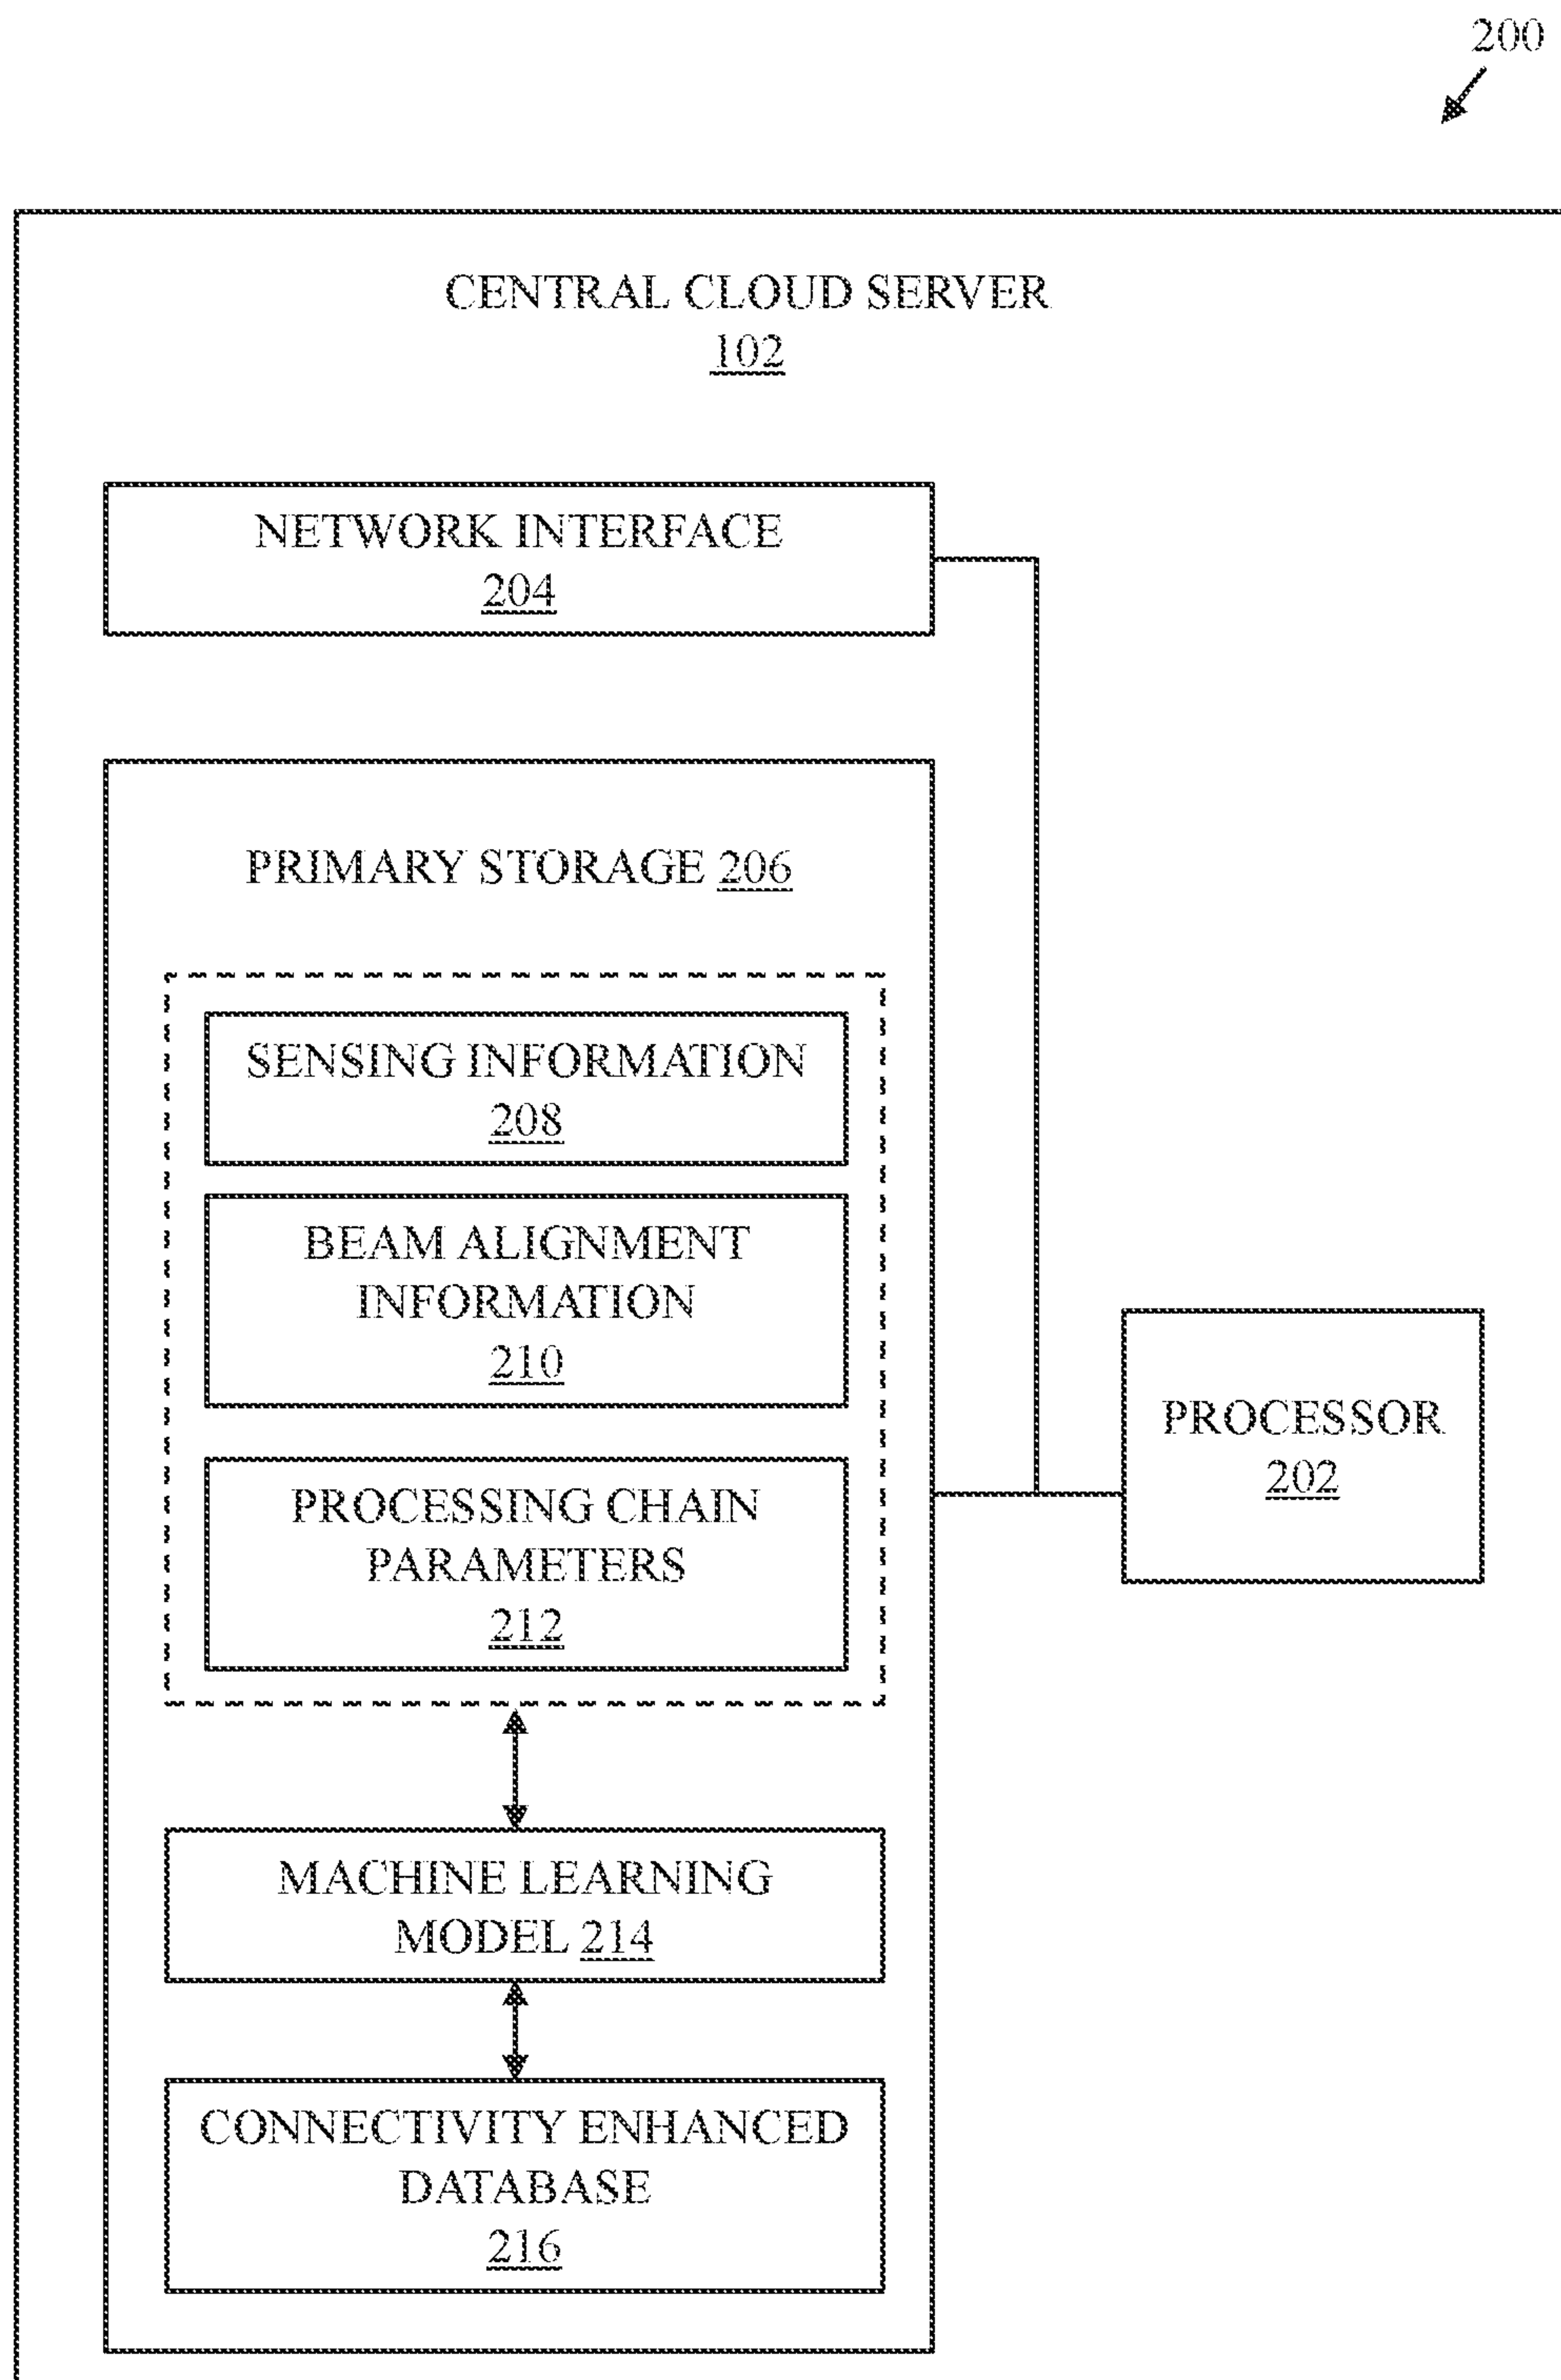 200
CENTRAL CLOUD SERVER
102
NETWORK INTERFACE
204
PRIMARY STORAGE 206
SENSING INFORMATION
208
BEAM ALIGNMENT
INFORMATION
210
PROCESSING CHAIN
PARAMETERS
212
PROCESSOR
202
MACHINE LEARNING
MODEL 214
CONNECTIVITY ENHANCED
DATABASE
216